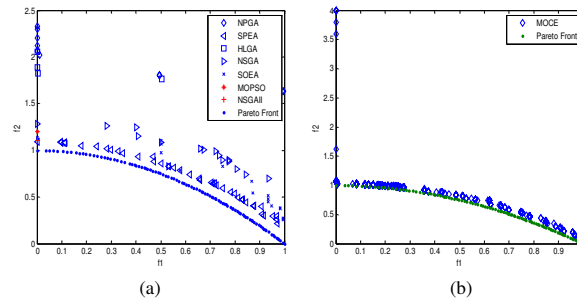 2.5
2
1.5
1
0.5
0
f2
0 0.1 0.2 0.3 0.4 0.5 0.6 0.7 0.8 0.9 1
f1
NPGA
SPEA
HLGA
NSGA
SOEA
MOPSO
NSGAII
Pareto Front
(a)
4
3.5
3
2.5
2
1.5
1
0.5
0
f2
0 0.1 0.2 0.3 0.4 0.5 0.6 0.7 0.8 0.9
f1
MOCE
Pareto Front
(b)